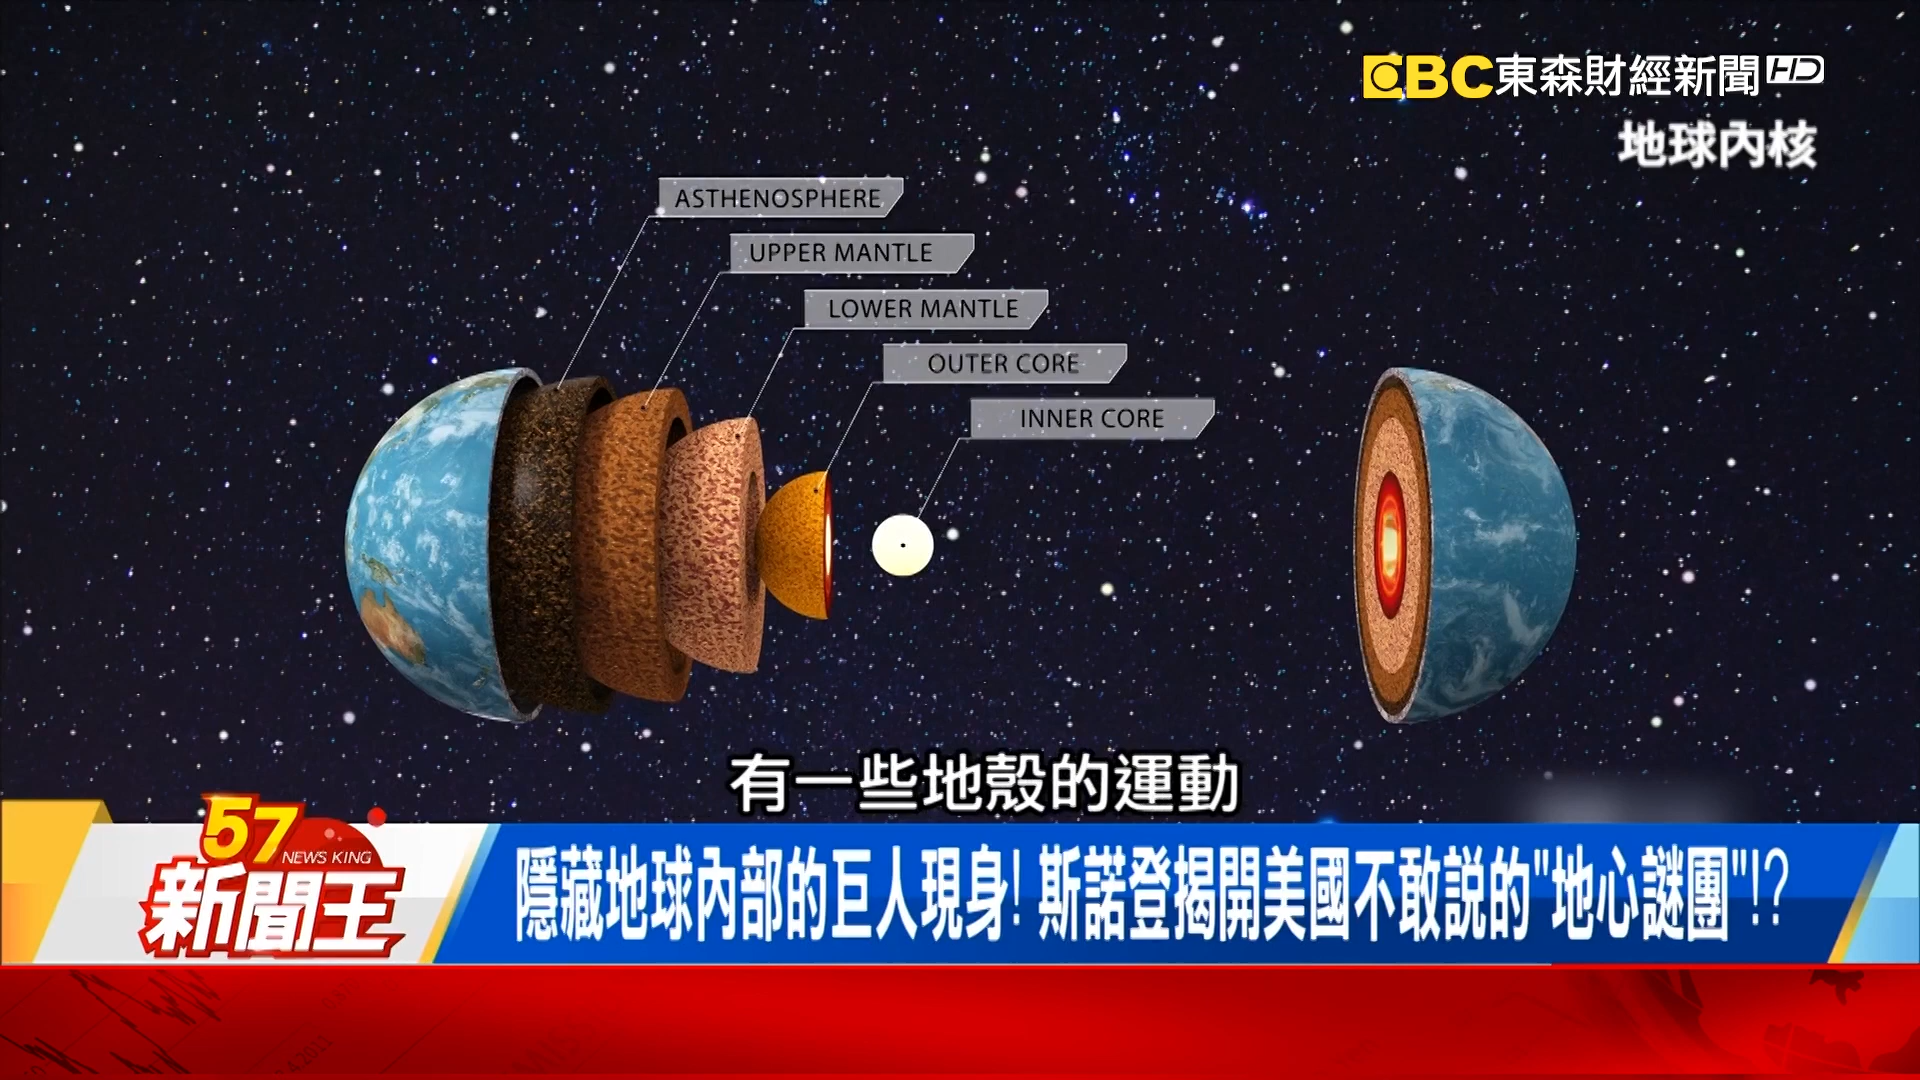 EBC東森財經新聞HD
地球內核
ASTHENOSPHERE
UPPER MANTLE
LOWER MANTLE
OUTER CORE
INNER CORE
有一些地殼的運動
57
NEWS KING
新聞王
隱藏地球內部的巨人現身! 斯諾登揭開美國不敢說的"地心謎團"!?